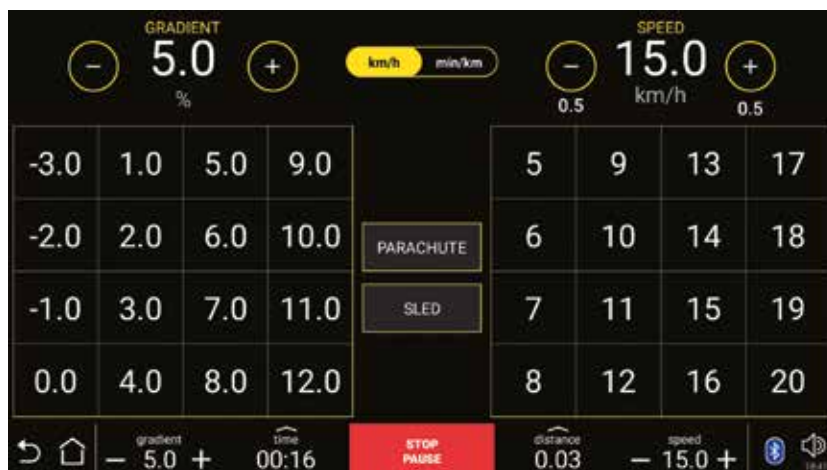 GRADIENT
SPEED
− 5.0 +
km/h min/km
− 15.0 +
%
0.5 km/h 0.5
-3.0 1.0 5.0 9.0
5 9 13 17
-2.0 2.0 6.0 10.0
PARACHUTE
6 10 14 18
-1.0 3.0 7.0 11.0
SLED
7 11 15 19
0.0 4.0 8.0 12.0
8 12 16 20
gradient
− 5.0 +
time
00:16
STOP
PAUSE
distance
0.03
speed
− 15.0 +